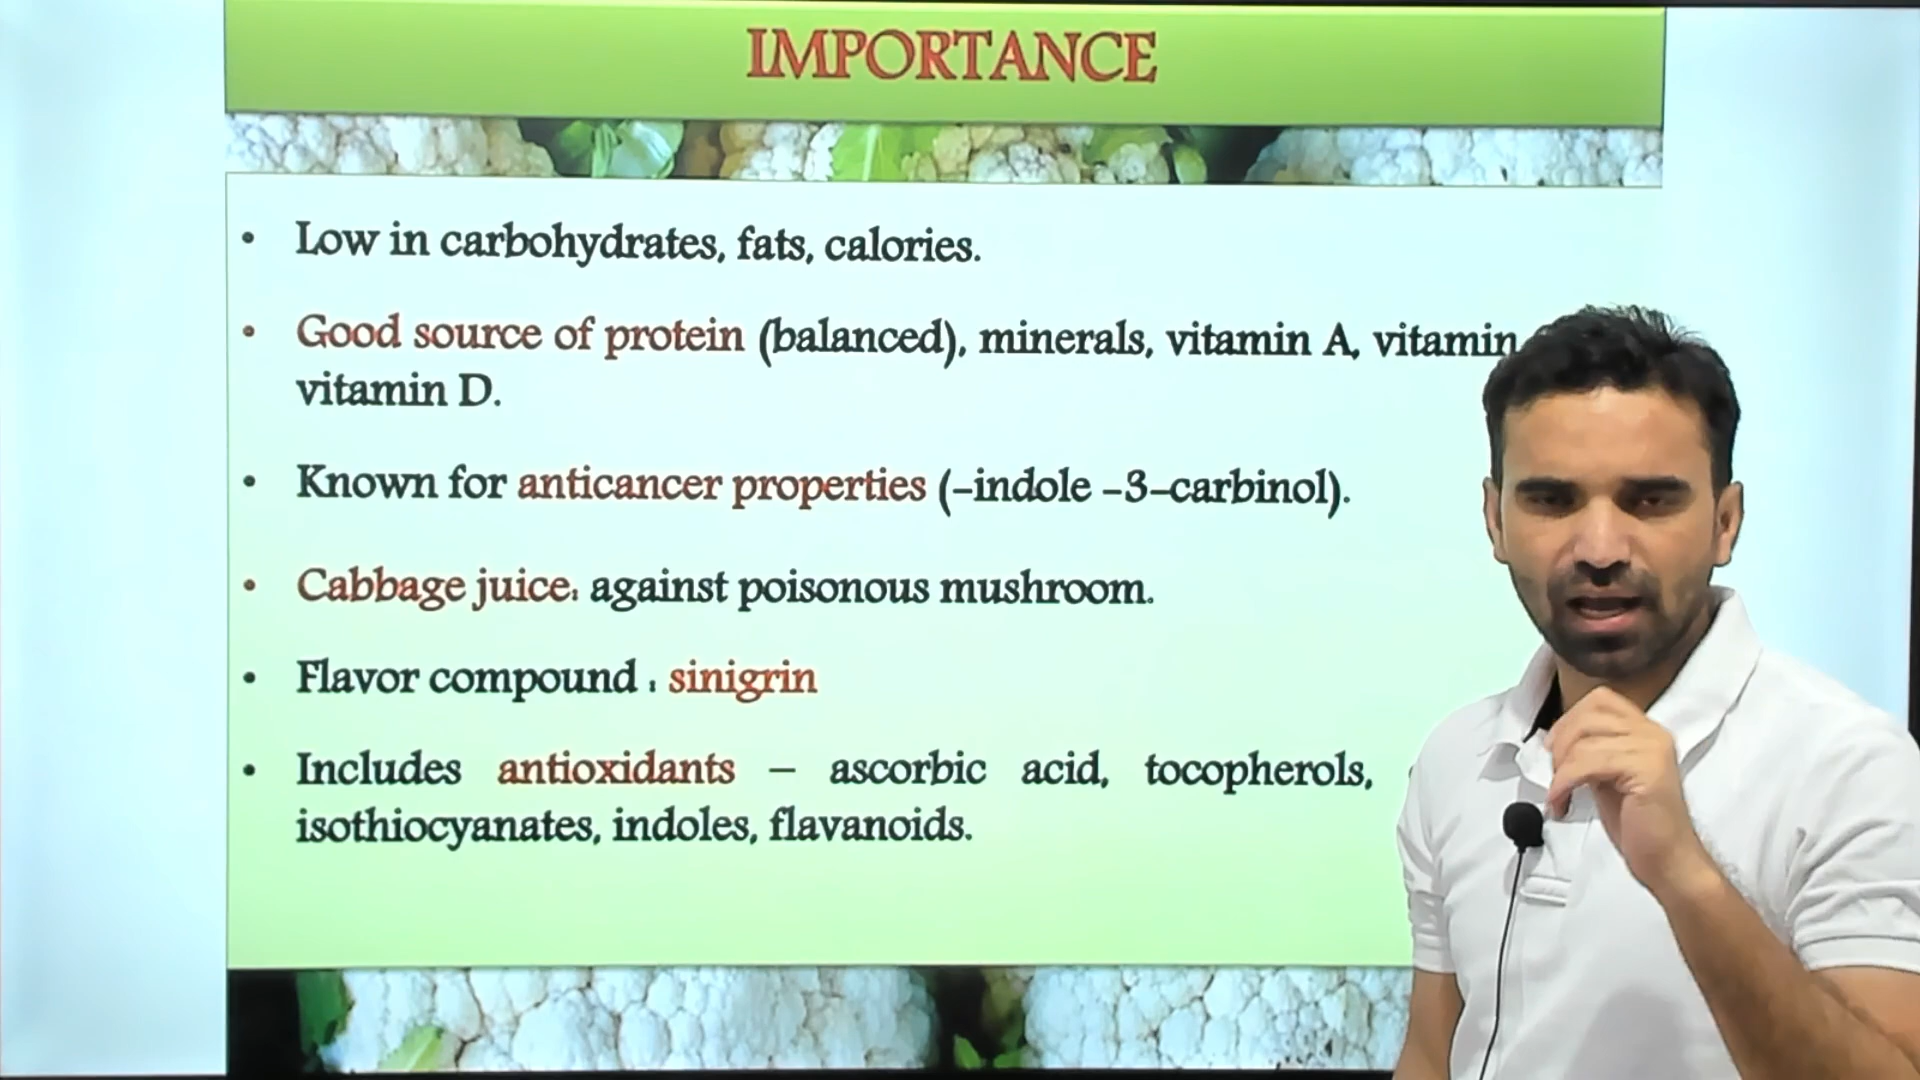 IMPORTANCE
• Low in carbohydrates, fats, calories.
• Good source of protein (balanced), minerals, vitamin A, vitamin
vitamin D.
• Known for anticancer properties (-indole -3-carbinol).
• Cabbage juice: against poisonous mushroom.
• Flavor compound : sinigrin
• Includes antioxidants – ascorbic acid, tocopherols,
isothiocyanates, indoles, flavanoids.